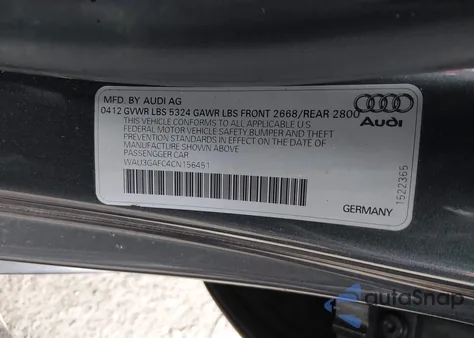 MFD. BY AUDI AG
0412 GVWR LBS 5324 GAWR LBS FRONT 2668/REAR 2800
THIS VEHICLE CONFORMS TO ALL APPLICABLE U.S.
FEDERAL MOTOR VEHICLE SAFETY,BUMPER AND THEFT
PREVENTION STANDARDS IN EFFECT ON THE DATE OF
MANUFACTURE SHOWN ABOVE.
PASSENGGER CAR
WAU3GAFC4CN156451
Audi
1522365
GERMANY
autoSnap